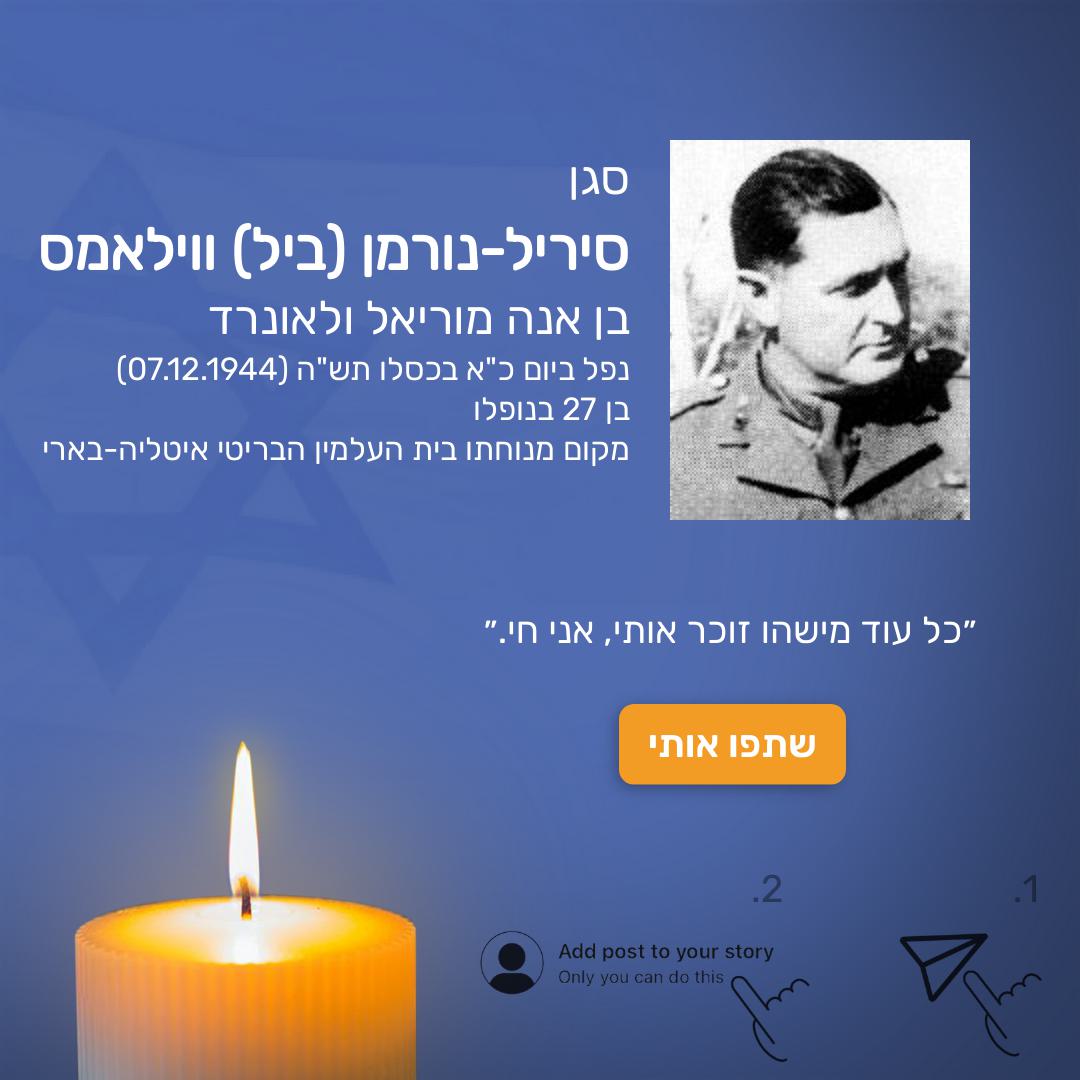 סגן
סיריל-נורמן (ביל) ווילאמס
בן אנה מוריאל ולאונרד
נפל ביום כ"א בכסלו תש"ה (07.12.1944)
בן 27 בנופלו
מקום מנוחתו בית העלמין הבריטי איטליה-בארי
״כל עוד מישהו זוכר אותי, אני חי.״
שתפו אותי
.1
.2
Add post to your story
Only you can do this